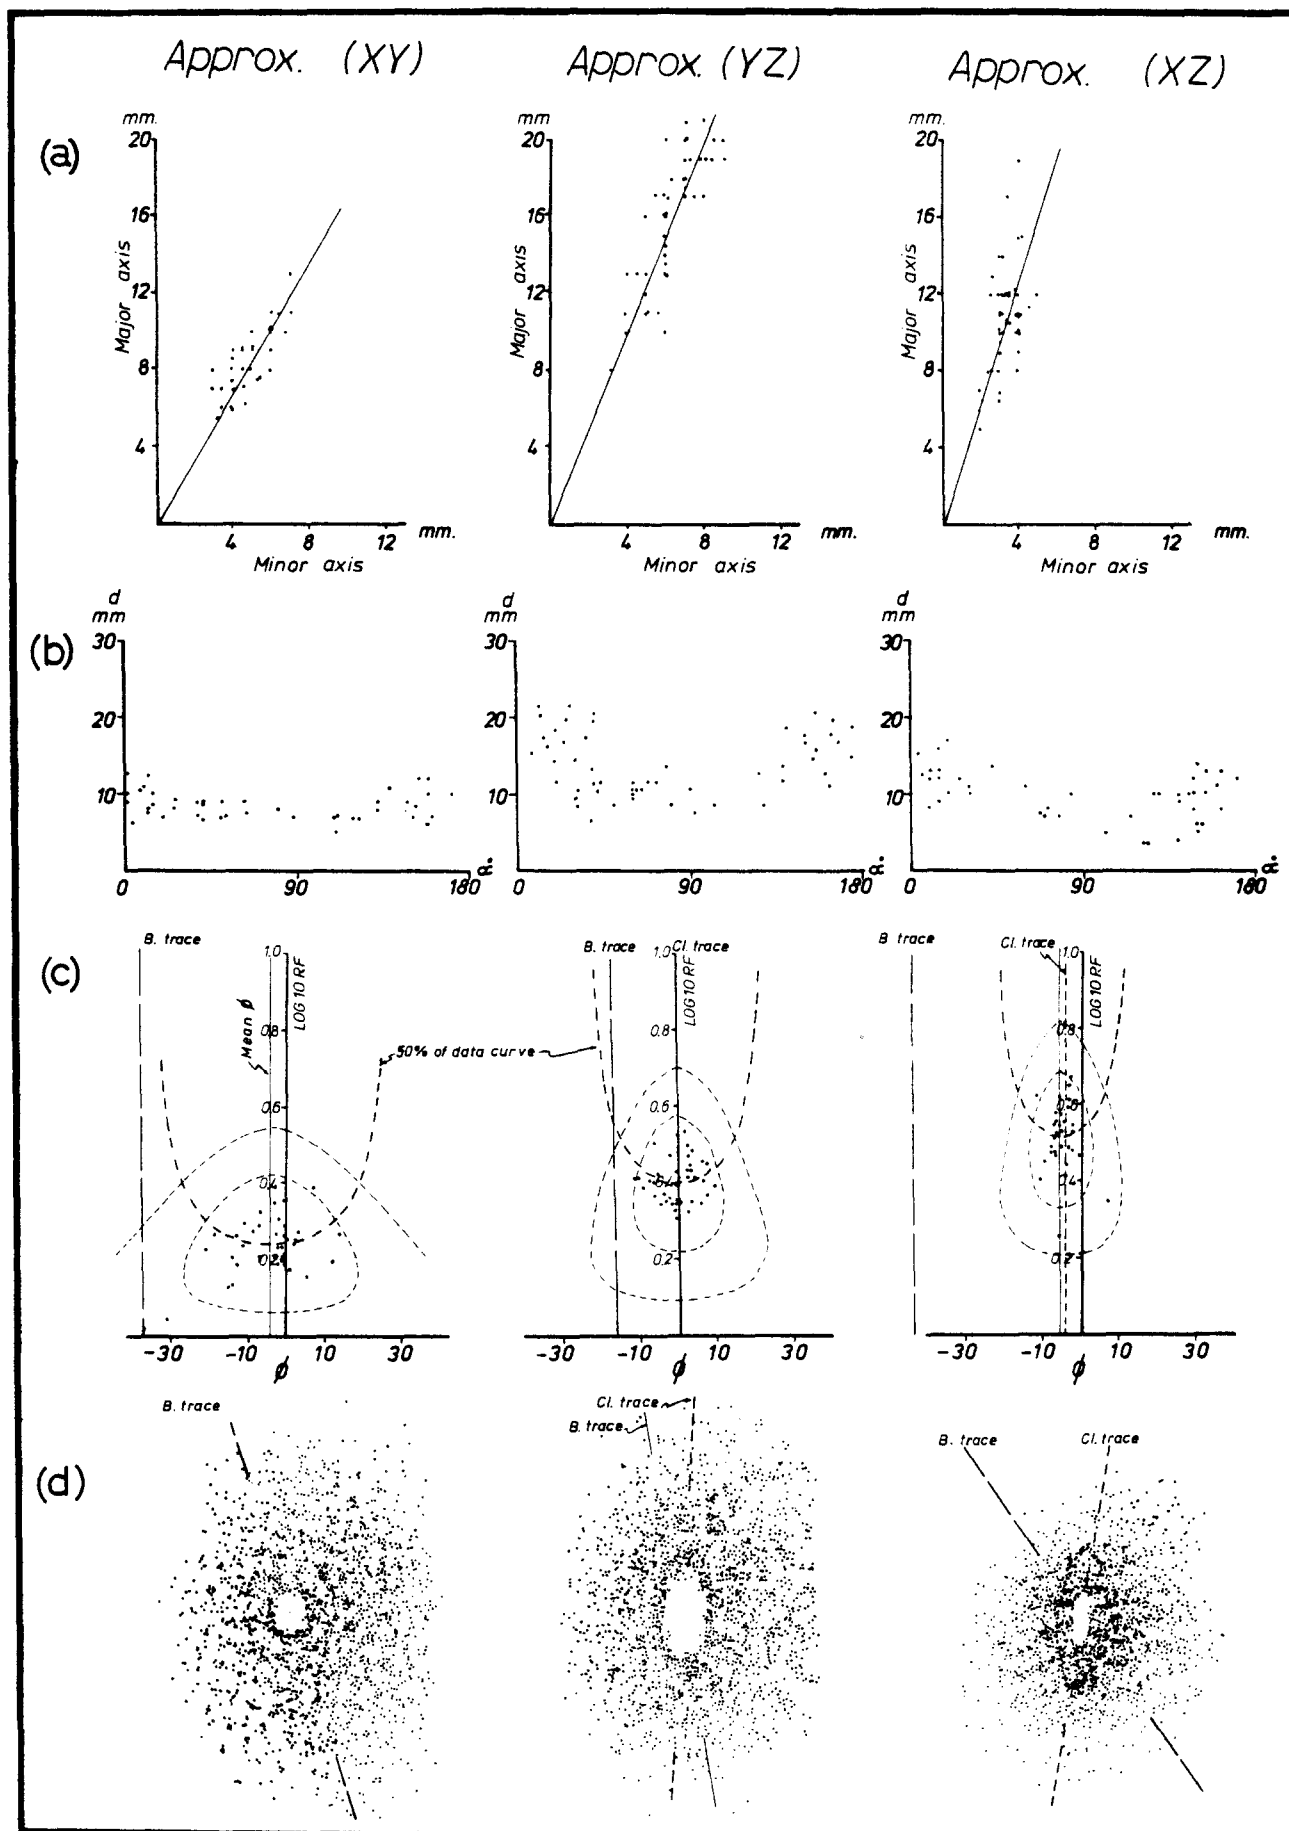 Approx. (XY)
Approx. (YZ)
Approx. (XZ)
(a)
mm.
20
16
12
8
4
Major axis
4 8 12 mm.
Minor axis
mm
20
16
12
8
4
Major axis
4 8 12 mm.
Minor axis
mm.
20
16
12
8
4
Major axis
4 8 12 mm.
Minor axis
(b)
d
mm
30
20
10
0 90 180
d
mm
30
20
10
0 90 180
d
mm
30
20
10
0 90 180
(c)
B. trace
Mean ϕ
LOG 10 RF
1.0
0.8
0.6
0.4
0.2
-30 -10 10 30
ϕ
50% of data curve
B. trace
Cl. trace
LOG 10 RF
1.0
0.8
0.6
0.4
0.2
-30 -10 10 30
ϕ
B. trace
Cl. trace
LOG 10 RF
1.0
0.8
0.6
0.4
0.2
-30 -10 10 30
ϕ
(d)
B. trace
Cl. trace
B. trace
B. trace
Cl. trace